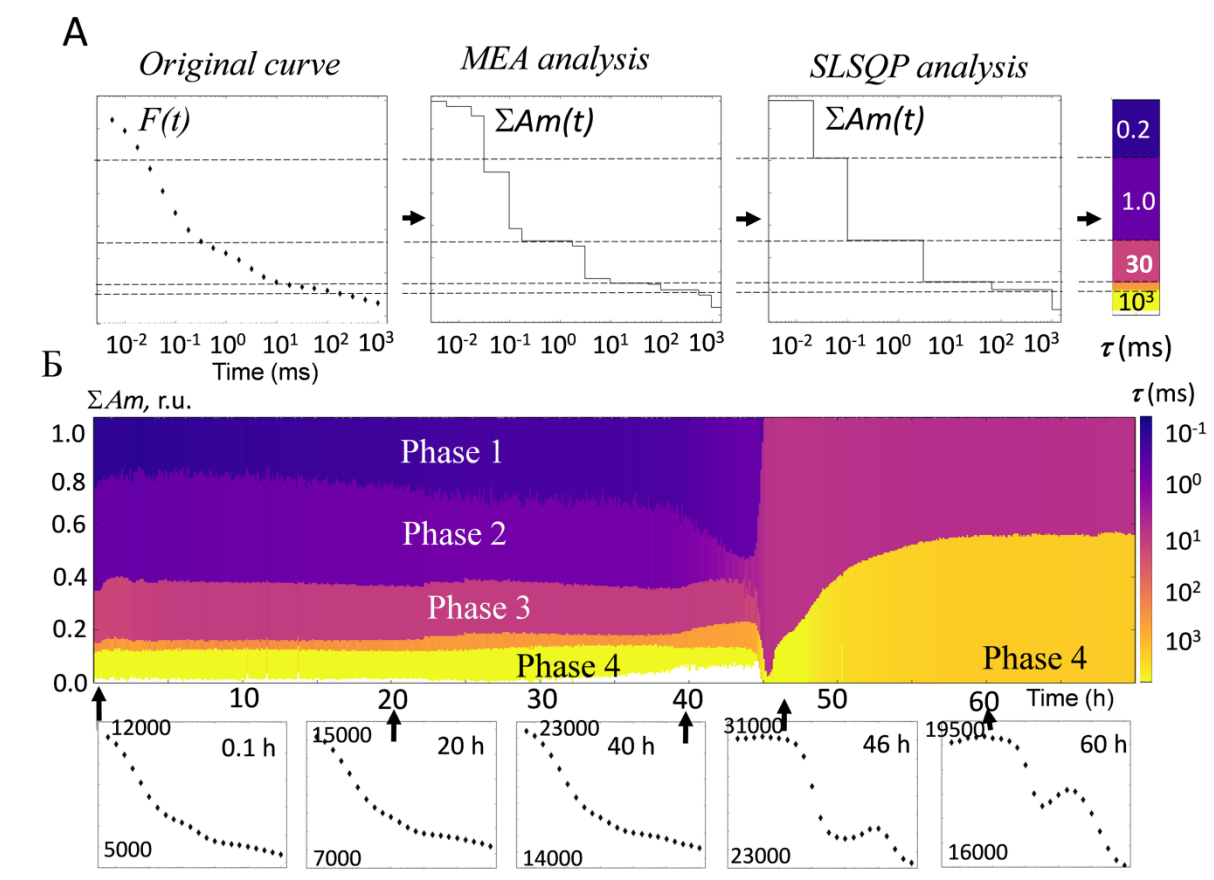 A
Original curve MEA analysis SLSQP analysis
F(t) ΣAm(t) ΣAm(t)
0.2
1.0
30
10³
10⁻² 10⁻¹ 10⁰ 10¹ 10² 10³ 10⁻² 10⁻¹ 10⁰ 10¹ 10² 10³ 10⁻² 10⁻¹ 10⁰ 10¹ 10² 10³
τ (ms)
Time (ms)
Б
ΣAm, r.u. τ (ms)
1.0
0.8
0.6
0.4
0.2
0.0
Phase 1
Phase 2
Phase 3
Phase 4 Phase 4
10⁻¹
10⁰
10¹
10²
10³
10 20 30 40 50 60 Time (h)
12000 0.1 h
5000
15000 20 h
7000
23000 40 h
14000
31000 46 h
23000
19500 60 h
16000